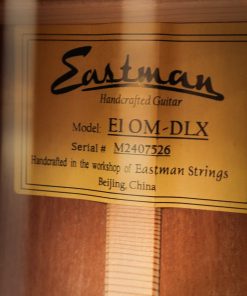 Eastman
Handcrafted Guitar
Model: E1 OM-DLX
Serial # M2407526
Handcrafted in the workshop of Eastman Strings
Beijing, China